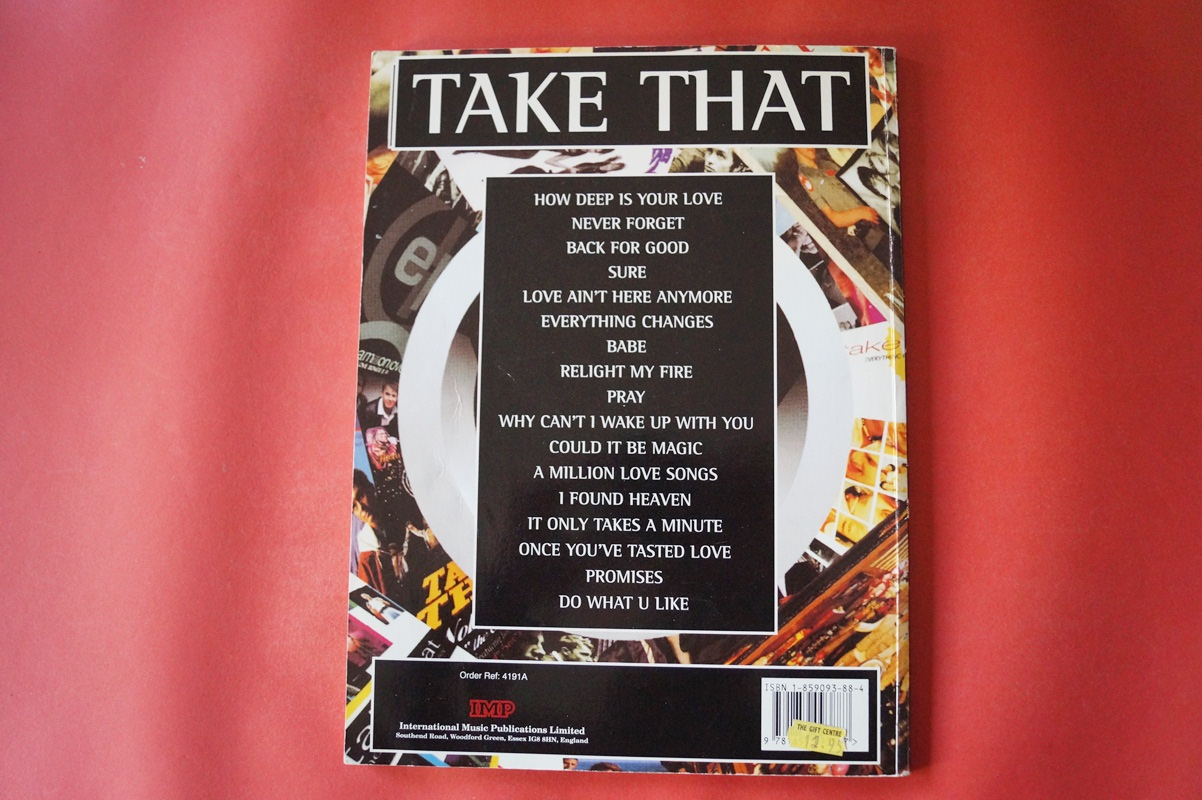 TAKE THAT
HOW DEEP IS YOUR LOVE
NEVER FORGET
BACK FOR GOOD
SURE
LOVE AIN'T HERE ANYMORE
EVERYTHING CHANGES
BABE
RELIGHT MY FIRE
PRAY
WHY CAN'T I WAKE UP WITH YOU
COULD IT BE MAGIC
A MILLION LOVE SONGS
I FOUND HEAVEN
IT ONLY TAKES A MINUTE
ONCE YOU'VE TASTED LOVE
PROMISES
DO WHAT U LIKE
Order Ref: 4191A
IMP
International Music Publications Limited
Southend Road, Woodford Green, Essex IG8 8HN, England
ISBN 1-859093-88-4
THE GIFT CENTRE
9 78